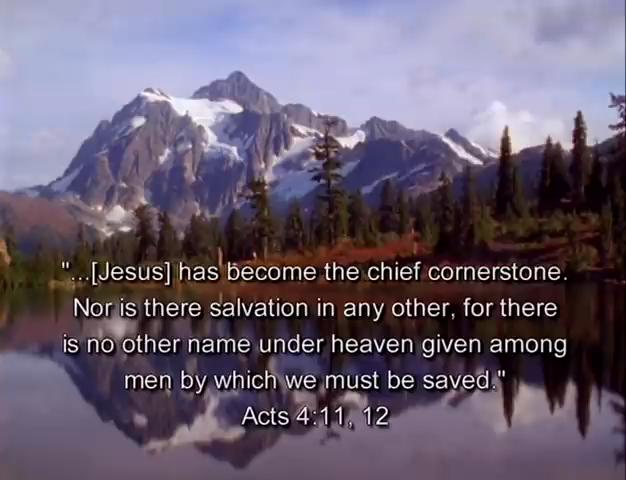 "...[Jesus] has become the chief cornerstone.
Nor is there salvation in any other, for there
is no other name under heaven given among
men by which we must be saved."
Acts 4:11, 12